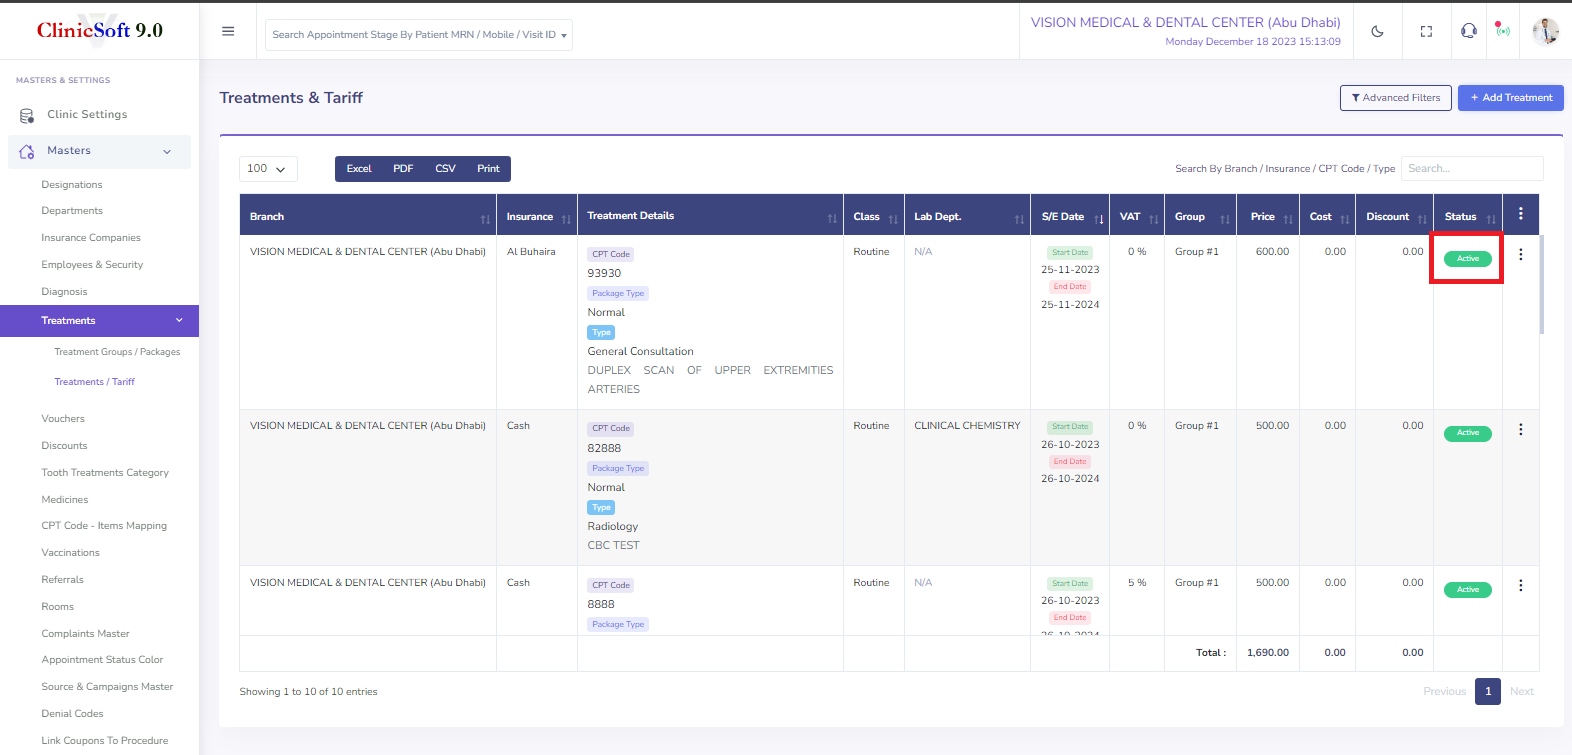 ClinicSoft 9.0
Search Appointment Stage By Patient MRN / Mobile / Visit ID
VISION MEDICAL & DENTAL CENTER (Abu Dhabi)
Monday December 18 2023 15:13:09
MASTERS & SETTINGS
Clinic Settings
Masters
Designations
Departments
Insurance Companies
Employees & Security
Diagnosis
Treatments
Treatment Groups / Packages
Treatments / Tariff
Vouchers
Discounts
Tooth Treatments Category
Medicines
CPT Code - Items Mapping
Vaccinations
Referrals
Rooms
Complaints Master
Appointment Status Color
Source & Campaigns Master
Denial Codes
Link Coupons To Procedure
Treatments & Tariff
Advanced Filters
+ Add Treatment
100
Excel PDF CSV Print
Search By Branch / Insurance / CPT Code / Type
Search...
Branch Insurance Treatment Details Class Lab Dept. S/E Date VAT Group Price Cost Discount Status
VISION MEDICAL & DENTAL CENTER (Abu Dhabi)
Al Buhaira
CPT Code
93930
Package Type
Normal
Type
General Consultation
DUPLEX SCAN OF UPPER EXTREMITIES
ARTERIES
Routine
N/A
Start Date
25-11-2023
End Date
25-11-2024
0 %
Group #1
600.00
0.00
0.00
Active
VISION MEDICAL & DENTAL CENTER (Abu Dhabi)
Cash
CPT Code
82888
Package Type
Normal
Type
Radiology
CBC TEST
Routine
CLINICAL CHEMISTRY
Start Date
26-10-2023
End Date
26-10-2024
0 %
Group #1
500.00
0.00
0.00
Active
VISION MEDICAL & DENTAL CENTER (Abu Dhabi)
Cash
CPT Code
8888
Package Type
Routine
N/A
Start Date
26-10-2023
End Date
26-10-2024
5 %
Group #1
500.00
0.00
0.00
Active
Total : 1,690.00 0.00 0.00
Showing 1 to 10 of 10 entries
Previous 1 Next